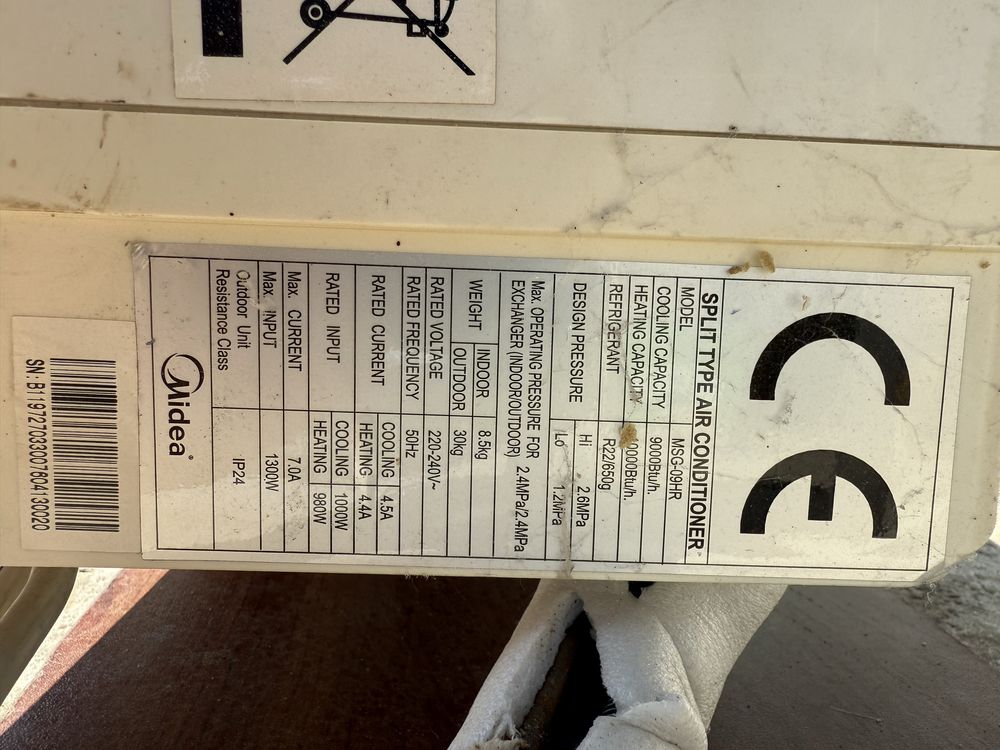 CE
SPLIT TYPE AIR CONDITIONER
MODEL MSG-09HR
COOLING CAPACITY 9000Btu/h.
HEATING CAPACITY 10000Btu/h.
REFRIGERANT R22/650g
DESIGN PRESSURE Hi 2.6MPa
Lo 1.2MPa
Max. OPERATING PRESSURE FOR
EXCHANGER (INDOOR/OUTDOOR) 2.4MPa/2.4MPa
WEIGHT INDOOR 8.5kg
OUTDOOR 30kg
RATED VOLTAGE 220-240V~
RATED FREQUENCY 50Hz
RATED CURRENT COOLING 4.5A
HEATING 4.4A
RATED INPUT COOLING 1000W
HEATING 980W
Max. CURRENT 7.0A
Max. INPUT 1300W
Outdoor Unit
Resistance Class IP24
Midea®
SN: B119727033007604130020